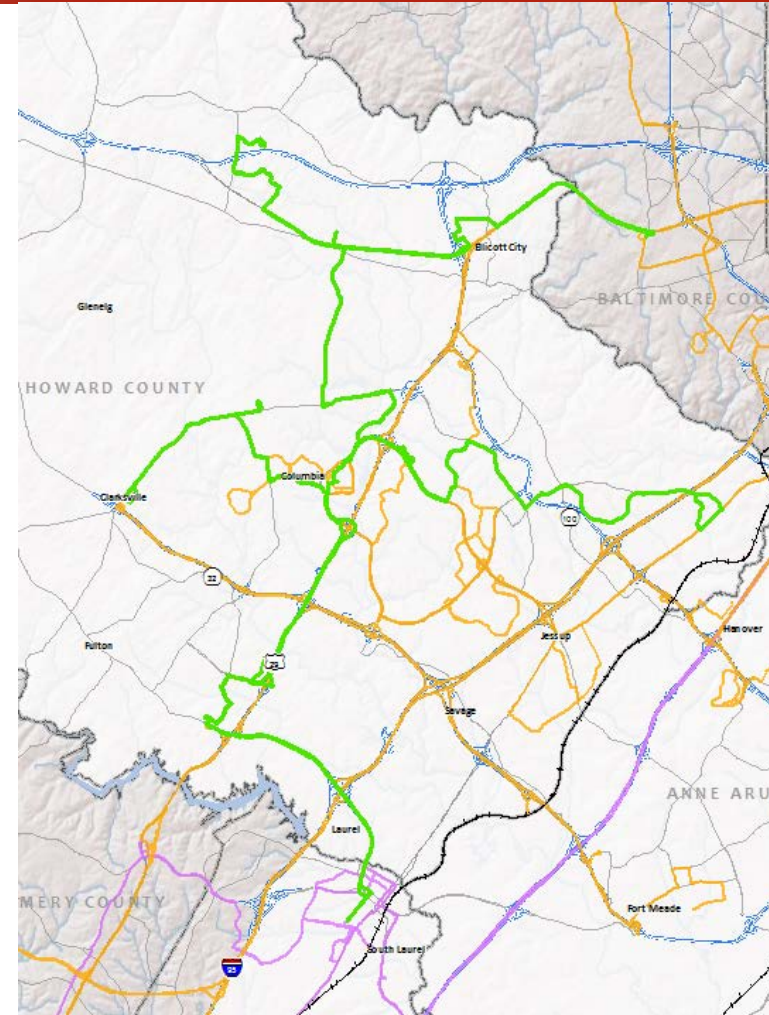 Ellicott City
BALTIMORE COU
Glenelg
HOWARD COUNTY
Columbia
Clarksville
100
32
Jessup
Hanover
Fulton
29
Savage
ANNE ARU
Laurel
MERY COUNTY
Fort Meade
South Laurel
95